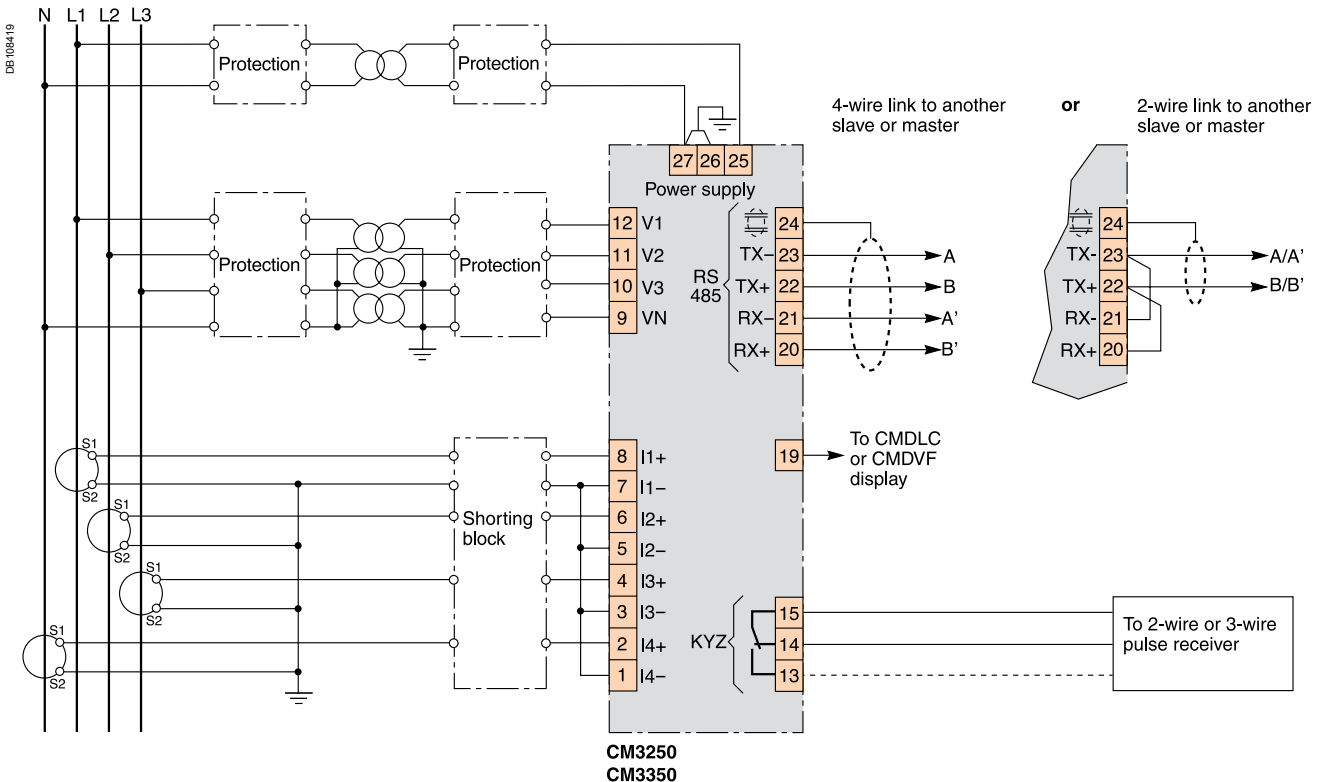 DB108419
N L1 L2 L3
Protection
Protection
4-wire link to another
slave or master
or
2-wire link to another
slave or master
27 26 25
Power supply
Protection
Protection
12 V1
11 V2
10 V3
9 VN
RS
485
24
TX– 23
TX+ 22
RX– 21
RX+ 20
A
B
A'
B'
24
TX- 23
TX+ 22
RX- 21
RX+ 20
A/A'
B/B'
S1
S2
S1
S2
S1
S2
S1
S2
Shorting
block
8 I1+
7 I1–
6 I2+
5 I2–
4 I3+
3 I3–
2 I4+
1 I4–
19
To CMDLC
or CMDVF
display
KYZ
15
14
13
To 2-wire or 3-wire
pulse receiver
CM3250
CM3350